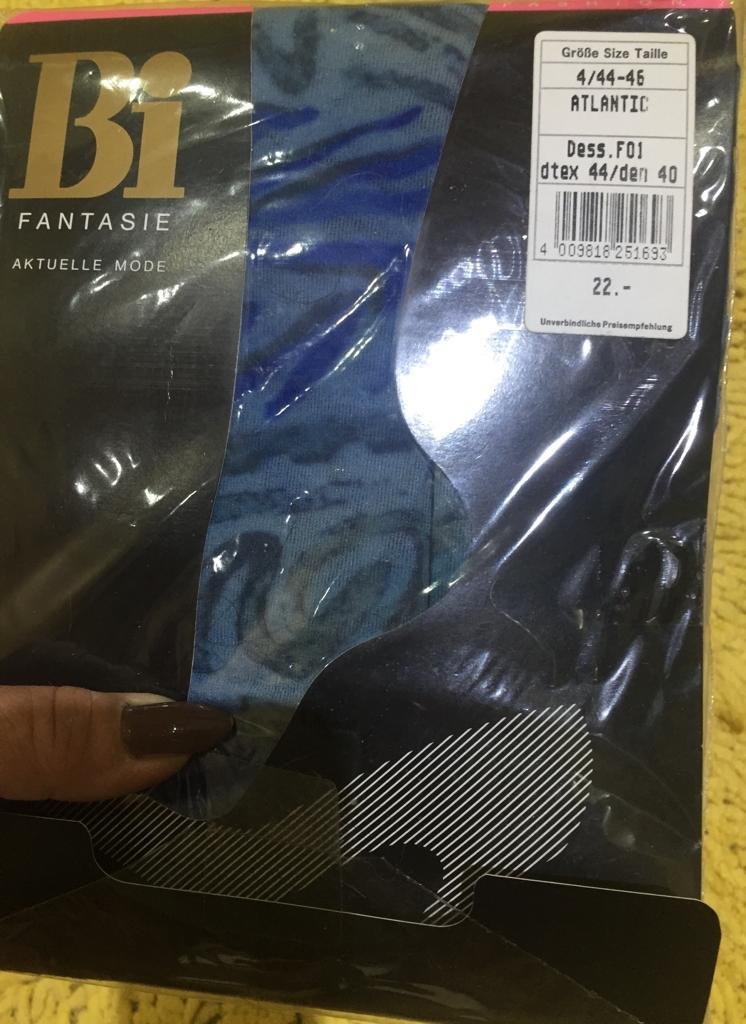 FASHION
Bi
FANTASIE
AKTUELLE MODE
Größe Size Taille
4/44-46
ATLANTIC
Dess.F01
dtex 44/den 40
4 009818 251693
22.-
Unverbindliche Preisempfehlung